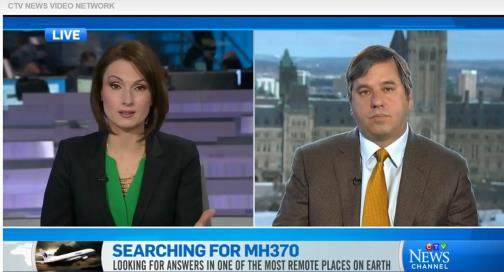 CTV NEWS VIDEO NETWORK
LIVE
SEARCHING FOR MH370
LOOKING FOR ANSWERS IN ONE OF THE MOST REMOTE PLACES ON EARTH
CTV
NEWS
CHANNEL